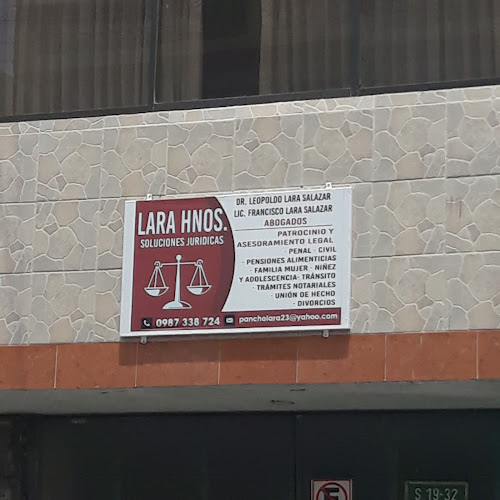 LARA HNOS.
SOLUCIONES JURIDICAS
0987 338 724
DR. LEOPOLDO LARA SALAZAR
LIC. FRANCISCO LARA SALAZAR
ABOGADOS
PATROCINIO Y
ASESORAMIENTO LEGAL
· PENAL · CIVIL
· PENSIONES ALIMENTICIAS
· FAMILIA MUJER · NIÑEZ
Y ADOLESCENCIA· TRÁNSITO
· TRÁMITES NOTARIALES
· UNIÓN DE HECHO
· DIVORCIOS
pancholara23@yahoo.com
E
S 19-32